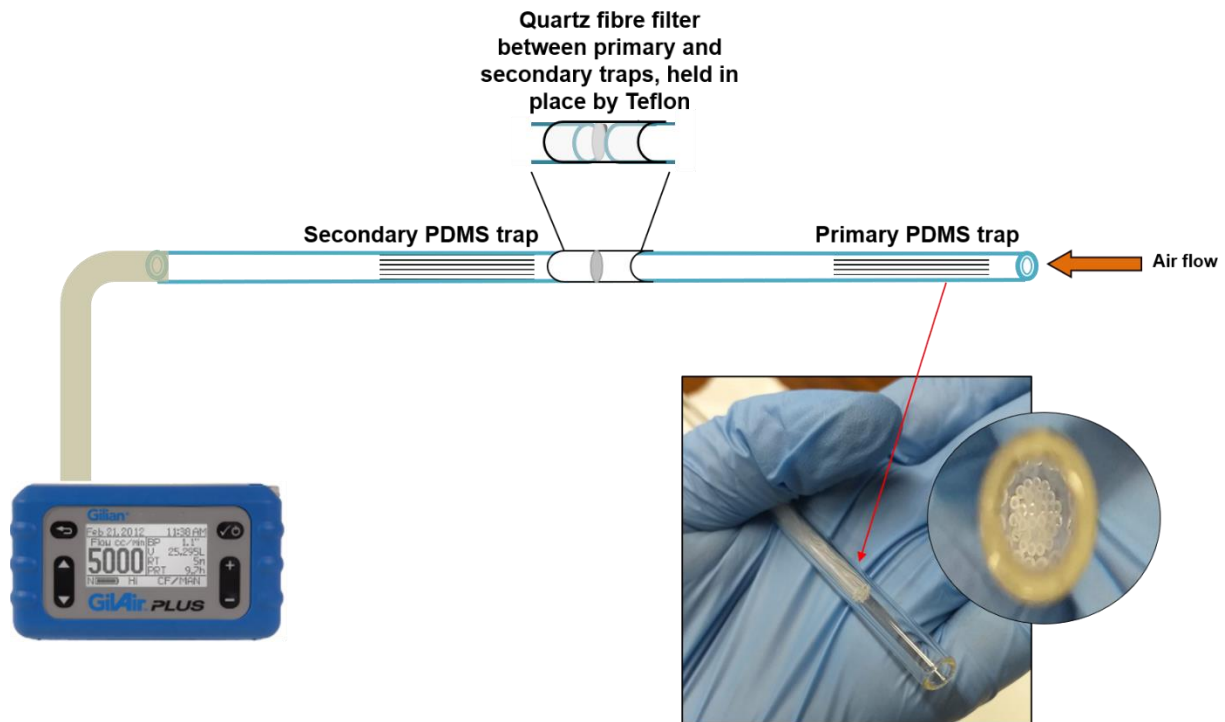 Quartz fibre filter
between primary and
secondary traps, held in
place by Teflon
Secondary PDMS trap
Primary PDMS trap
Air flow
Gilian
Feb 21,2012 11:38 AM
Flow cc/min BP 1.1"
5000 V 25.295L
RT 5m
PRT 9.7h
N Hi CF/MAN
GilAir PLUS